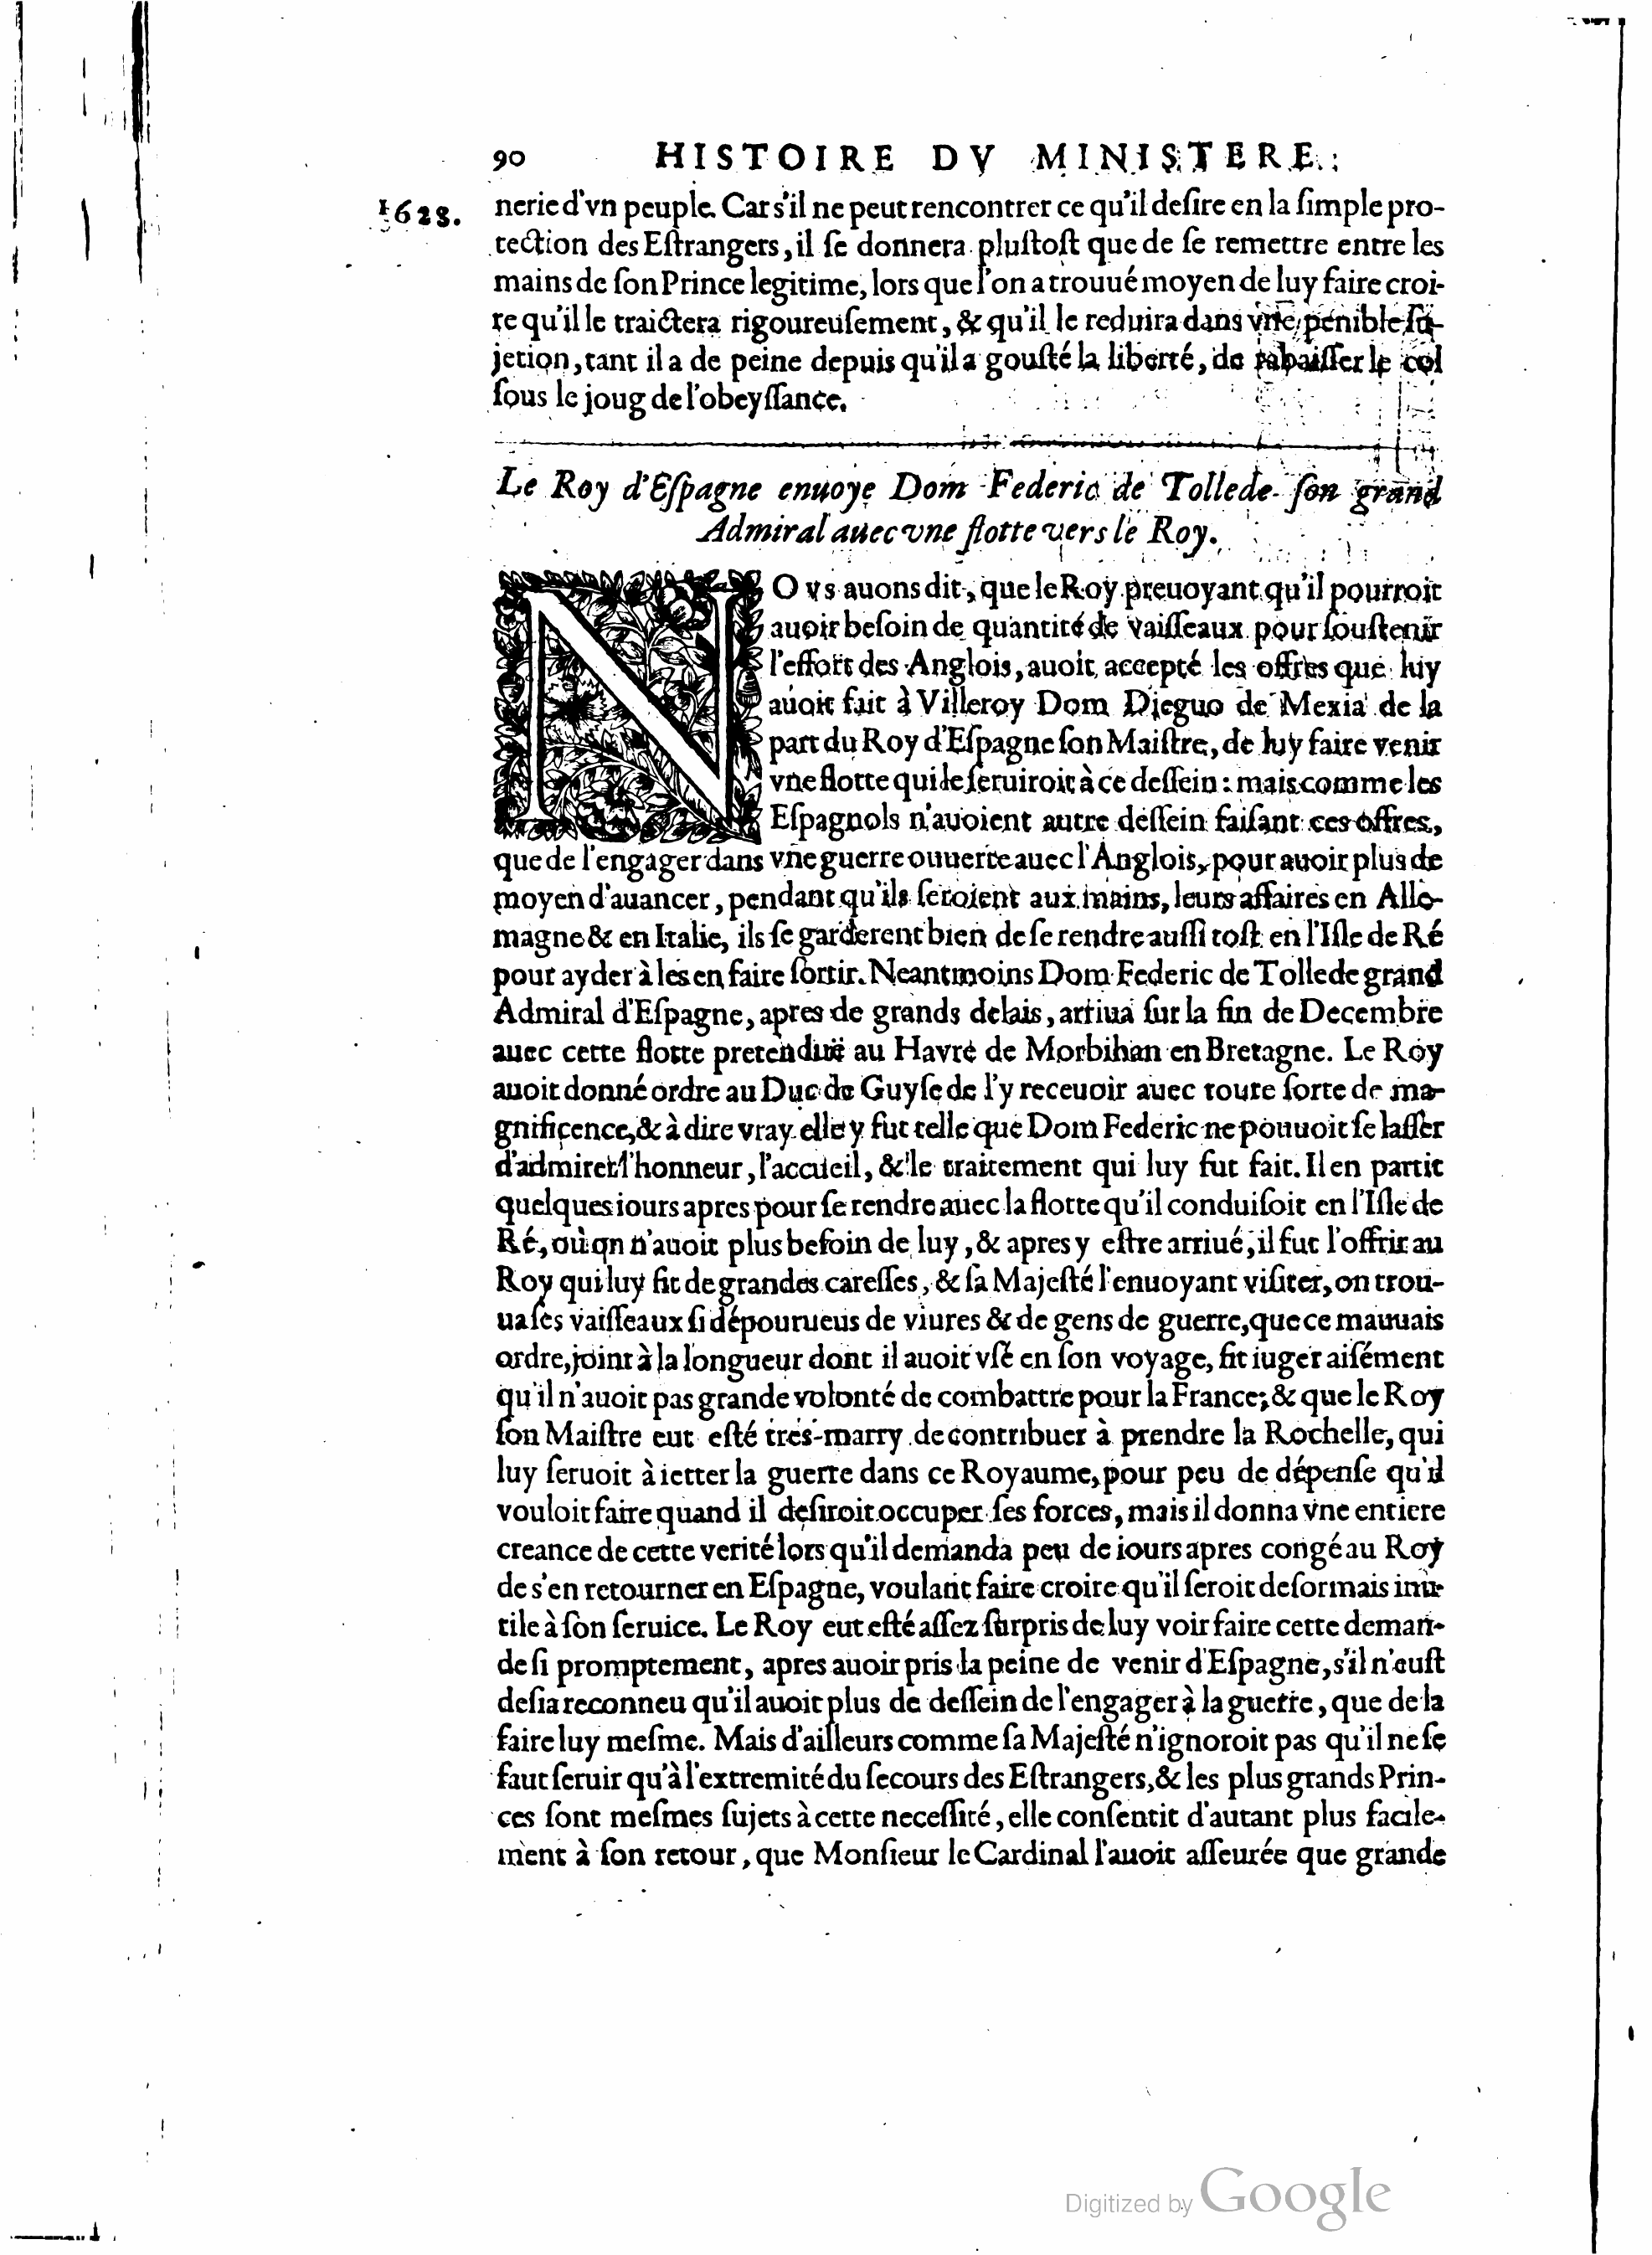 90 HISTOIRE DV MINISTERE.
1628.
nerie d'vn peuple. Car s'il ne peut rencontrer ce qu'il desire en la simple pro-
tection des Eſtrangers, il ſe donnera pluſtoſt que de ſe remettre entre les
mains de ſon Prince legitime, lors que l'on a trouué moyen de luy faire croi-
re qu'il le traictera rigoureuſement, & qu'il le reduira dans vne penible ſu-
jetion, tant il a de peine depuis qu'il a gouſté la liberté, de rabaiſſer le col
ſous le joug de l'obeyſſance.
Le Roy d'Eſpagne enuoye Dom Federic de Tollede ſon grand
Admiral auec vne flotte vers le Roy.
NOvs auons dit, que le Roy preuoyant qu'il pourroit
auoir beſoin de quantité de vaiſſeaux pour ſouſtenir
l'effort des Anglois, auoit accepté les offres que luy
auoit fait à Villeroy Dom Dieguo de Mexia de la
part du Roy d'Eſpagne ſon Maiſtre, de luy faire venir
vne flotte qui le ſeruiroit à ce deſſein : mais comme les
Eſpagnols n'auoient autre deſſein faiſant ces offres,
que de l'engager dans vne guerre ouuerte auec l'Anglois, pour auoir plus de
moyen d'auancer, pendant qu'ils ſeroient aux mains, leurs affaires en Alle-
magne & en Italie, ils ſe garderent bien de ſe rendre auſſi toſt en l'Iſle de Ré
pour ayder à les en faire ſortir. Neantmoins Dom Federic de Tollede grand
Admiral d'Eſpagne, apres de grands delais, arriua ſur la fin de Decembre
auec cette flotte pretenduë au Havre de Morbihan en Bretagne. Le Roy
auoit donné ordre au Duc de Guyſe de l'y receuoir auec toute ſorte de ma-
gnificence, & à dire vray elle y fut telle que Dom Federic ne pouuoit ſe laſſer
d'admirer l'honneur, l'accueil, & le traitement qui luy fut fait. Il en partit
quelques iours apres pour ſe rendre auec la flotte qu'il conduiſoit en l'Iſle de
Ré, où on n'auoit plus beſoin de luy, & apres y eſtre arriué, il fut l'offrir au
Roy qui luy fit de grandes careſſes, & ſa Majeſté l'enuoyant viſiter, on trou-
ua ſes vaiſſeaux ſi dépourueus de viures & de gens de guerre, que ce mauuais
ordre, joint à la longueur dont il auoit vſé en ſon voyage, fit iuger aiſément
qu'il n'auoit pas grande volonté de combattre pour la France; & que le Roy
ſon Maiſtre eut eſté trés-marry de contribuer à prendre la Rochelle, qui
luy ſeruoit à ietter la guerre dans ce Royaume, pour peu de dépenſe qu'il
vouloit faire quand il deſiroit occuper ſes forces, mais il donna vne entiere
creance de cette verité lors qu'il demanda peu de iours apres congé au Roy
de s'en retourner en Eſpagne, voulant faire croire qu'il ſeroit deſormais inu-
tile à ſon ſeruice. Le Roy eut eſté aſſez ſurpris de luy voir faire cette deman-
de ſi promptement, apres auoir pris la peine de venir d'Eſpagne, s'il n'euſt
deſia reconneu qu'il auoit plus de deſſein de l'engager à la guerre, que de la
faire luy meſme. Mais d'ailleurs comme ſa Majeſté n'ignoroit pas qu'il ne ſe
faut ſeruir qu'à l'extremité du ſecours des Eſtrangers, & les plus grands Prin-
ces ſont meſmes ſujets à cette neceſſité, elle conſentit d'autant plus facile-
ment à ſon retour, que Monſieur le Cardinal l'auoit aſſeurée que grande
Digitized by Google